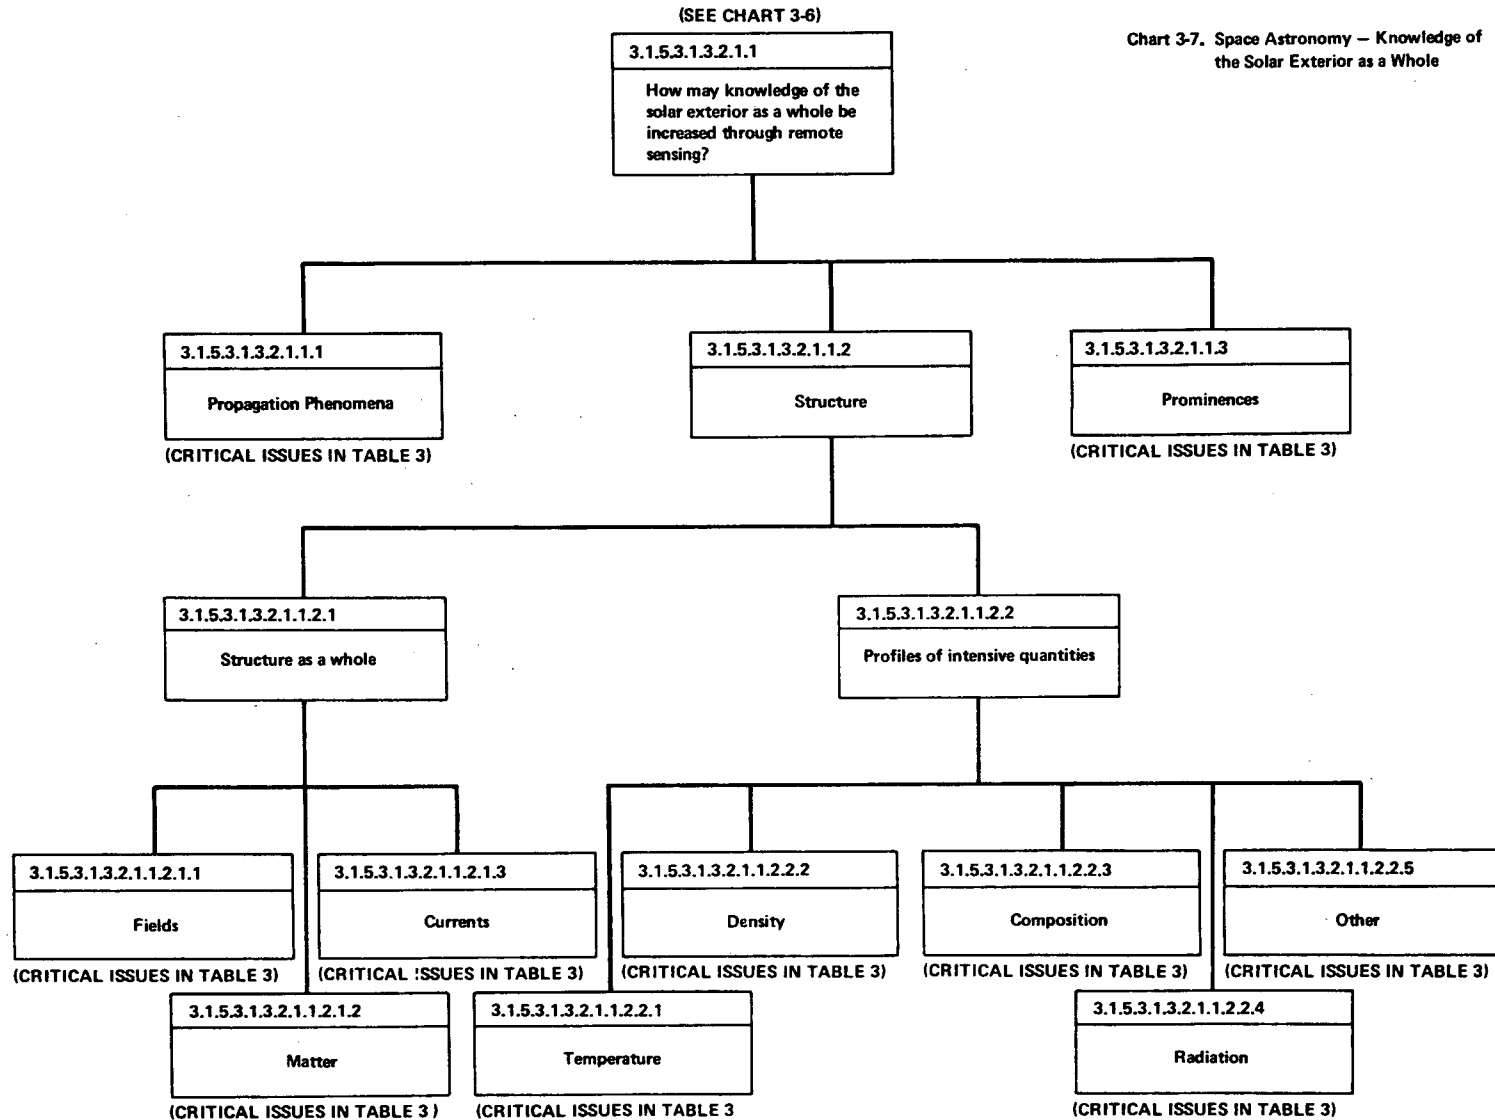 (SEE CHART 3-6)
Chart 3-7. Space Astronomy — Knowledge of
the Solar Exterior as a Whole
3.1.5.3.1.3.2.1.1
How may knowledge of the
solar exterior as a whole be
increased through remote
sensing?
3.1.5.3.1.3.2.1.1.1
Propagation Phenomena
(CRITICAL ISSUES IN TABLE 3)
3.1.5.3.1.3.2.1.1.2
Structure
3.1.5.3.1.3.2.1.1.3
Prominences
(CRITICAL ISSUES IN TABLE 3)
3.1.5.3.1.3.2.1.1.2.1
Structure as a whole
3.1.5.3.1.3.2.1.1.2.2
Profiles of intensive quantities
3.1.5.3.1.3.2.1.1.2.1.1
Fields
(CRITICAL ISSUES IN TABLE 3)
3.1.5.3.1.3.2.1.1.2.1.3
Currents
(CRITICAL ISSUES IN TABLE 3)
3.1.5.3.1.3.2.1.1.2.2.2
Density
(CRITICAL ISSUES IN TABLE 3)
3.1.5.3.1.3.2.1.1.2.2.3
Composition
(CRITICAL ISSUES IN TABLE 3)
3.1.5.3.1.3.2.1.1.2.2.5
Other
(CRITICAL ISSUES IN TABLE 3)
3.1.5.3.1.3.2.1.1.2.1.2
Matter
(CRITICAL ISSUES IN TABLE 3 )
3.1.5.3.1.3.2.1.1.2.2.1
Temperature
(CRITICAL ISSUES IN TABLE 3
3.1.5.3.1.3.2.1.1.2.2.4
Radiation
(CRITICAL ISSUES IN TABLE 3)